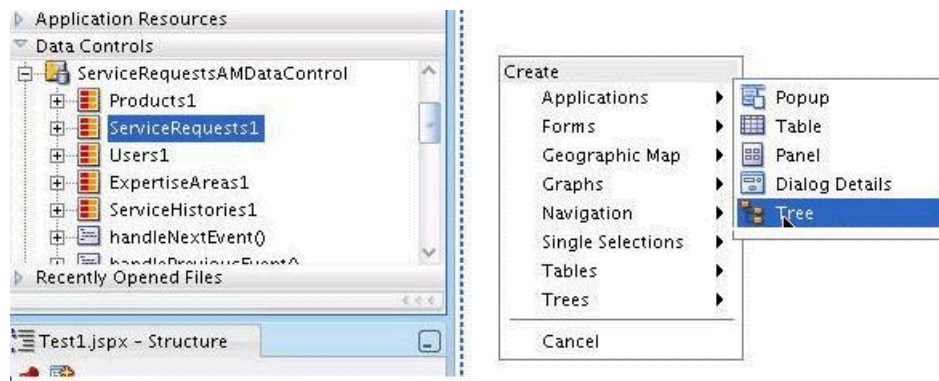 Application Resources
Data Controls
ServiceRequestsAMDataControl
Products1
ServiceRequests1
Users1
ExpertiseAreas1
ServiceHistories1
handleNextEvent()
handlePreviousEvent()
Recently Opened Files
Test1.jspx - Structure
Create
Applications
Forms
Geographic Map
Graphs
Navigation
Single Selections
Tables
Trees
Cancel
Popup
Table
Panel
Dialog Details
Tree